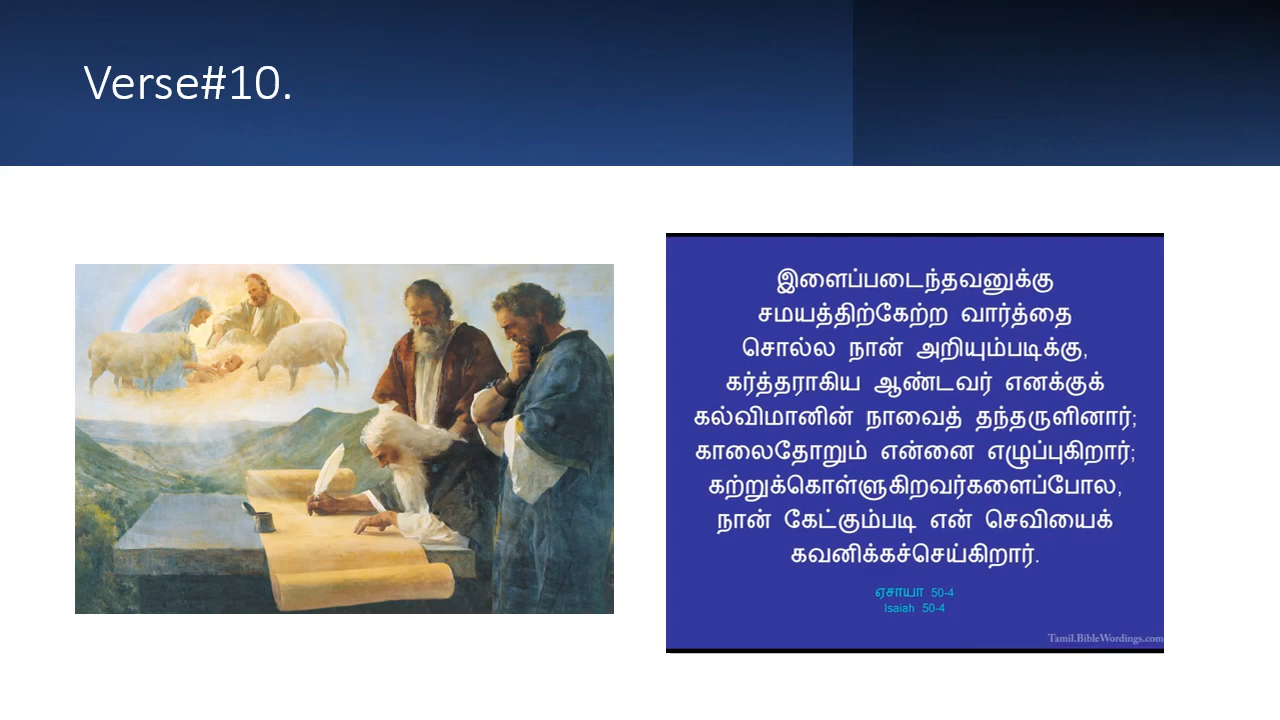 Verse#10.
இளைப்படைந்தவனுக்கு
சமயத்திற்கேற்ற வார்த்தை
சொல்ல நான் அறியும்படிக்கு,
கர்த்தராகிய ஆண்டவர் எனக்குக்
கல்விமானின் நாவைத் தந்தருளினார்;
காலைதோறும் என்னை எழுப்புகிறார்;
கற்றுக்கொள்ளுகிறவர்களைப்போல,
நான் கேட்கும்படி என் செவியைக்
கவனிக்கச்செய்கிறார்.
ஏசாயா 50-4
Isaiah 50-4
Tamil.BibleWordings.com